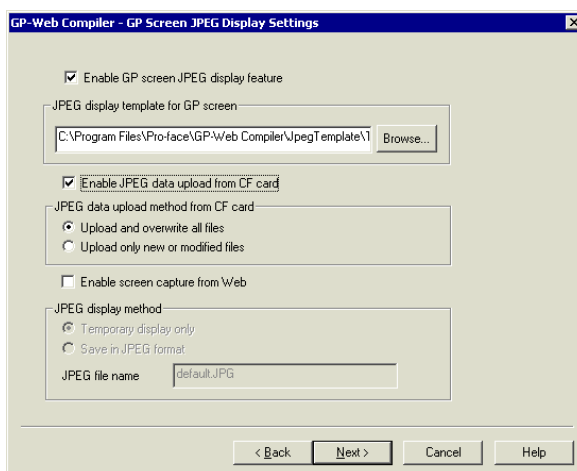 GP-Web Compiler - GP Screen JPEG Display Settings
Enable GP screen JPEG display feature
JPEG display template for GP screen
C:\Program Files\Pro-face\GP-Web Compiler\JpegTemplate\
Browse...
Enable JPEG data upload from CF card
JPEG data upload method from CF card
Upload and overwrite all files
Upload only new or modified files
Enable screen capture from Web
JPEG display method
Temporary display only
Save in JPEG format
JPEG file name
default.JPG
< Back
Next >
Cancel
Help